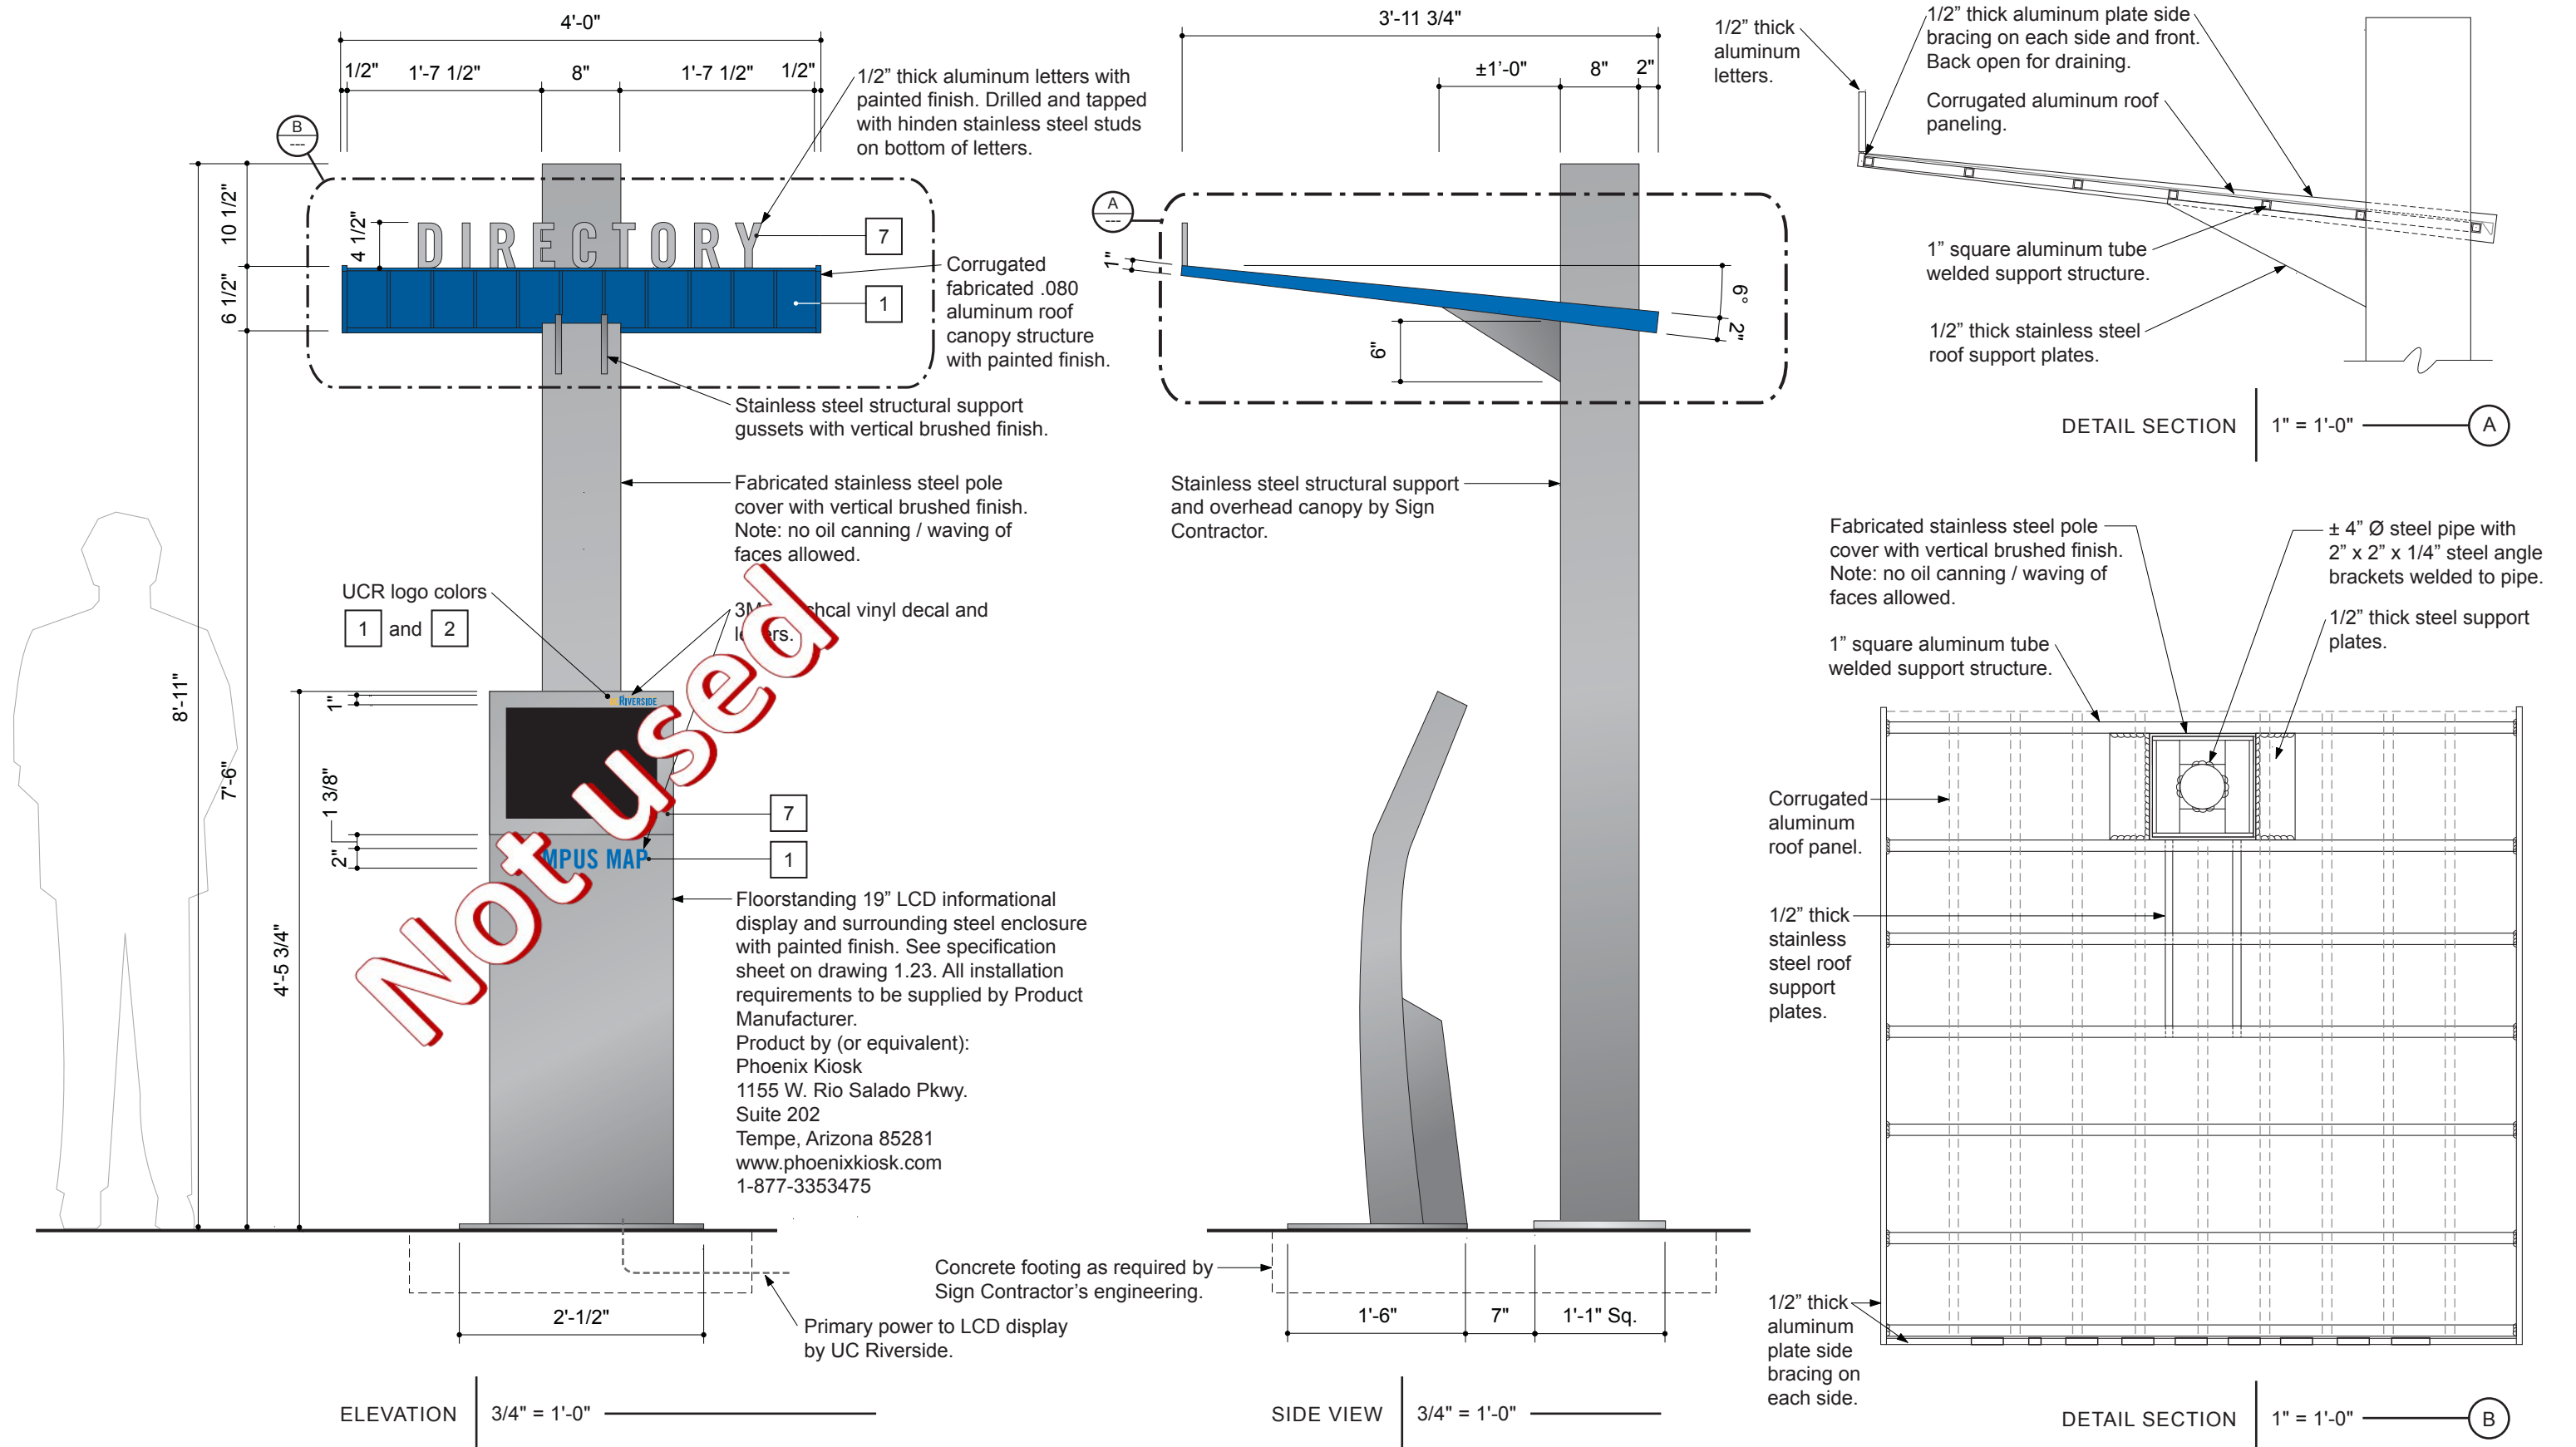 4'-0"
1/2" 1'-7 1/2" 8" 1'-7 1/2" 1/2"
1/2” thick aluminum letters with
painted finish. Drilled and tapped
with hinden stainless steel studs
on bottom of letters.
B
---
10 1/2"
4 1/2"
DIRECTORY
7
6 1/2"
1
Corrugated
fabricated .080
aluminum roof
canopy structure
with painted finish.
Stainless steel structural support
gussets with vertical brushed finish.
Fabricated stainless steel pole
cover with vertical brushed finish.
Note: no oil canning / waving of
faces allowed.
UCR logo colors
1 and 2
vinyl decal and
8'-11"
7'-6"
4'-5 3/4"
1"
RIVERSIDE
1 3/8"
2"
7
MAP
1
Not used
Floorstanding 19” LCD informational
display and surrounding steel enclosure
with painted finish. See specification
sheet on drawing 1.23. All installation
requirements to be supplied by Product
Manufacturer.
Product by (or equivalent):
Phoenix Kiosk
1155 W. Rio Salado Pkwy.
Suite 202
Tempe, Arizona 85281
www.phoenixkiosk.com
1-877-3353475
2'-1/2"
Primary power to LCD display
by UC Riverside.
ELEVATION 3/4" = 1'-0"
3'-11 3/4"
±1’-0" 8" 2"
A
---
1"
6°
2"
9"
Stainless steel structural support
and overhead canopy by Sign
Contractor.
Concrete footing as required by
Sign Contractor’s engineering.
1'-6" 7" 1'-1" Sq.
SIDE VIEW 3/4" = 1'-0"
1/2” thick
aluminum
letters.
1/2” thick aluminum plate side
bracing on each side and front.
Back open for draining.
Corrugated aluminum roof
paneling.
1” square aluminum tube
welded support structure.
1/2” thick stainless steel
roof support plates.
DETAIL SECTION 1" = 1'-0" A
Fabricated stainless steel pole
cover with vertical brushed finish.
Note: no oil canning / waving of
faces allowed.
± 4” Ø steel pipe with
2” x 2” x 1/4” steel angle
brackets welded to pipe.
1/2” thick steel support
plates.
1” square aluminum tube
welded support structure.
Corrugated
aluminum
roof panel.
1/2” thick
stainless
steel roof
support
plates.
1/2” thick
aluminum
plate side
bracing on
each side.
DETAIL SECTION 1" = 1'-0" B